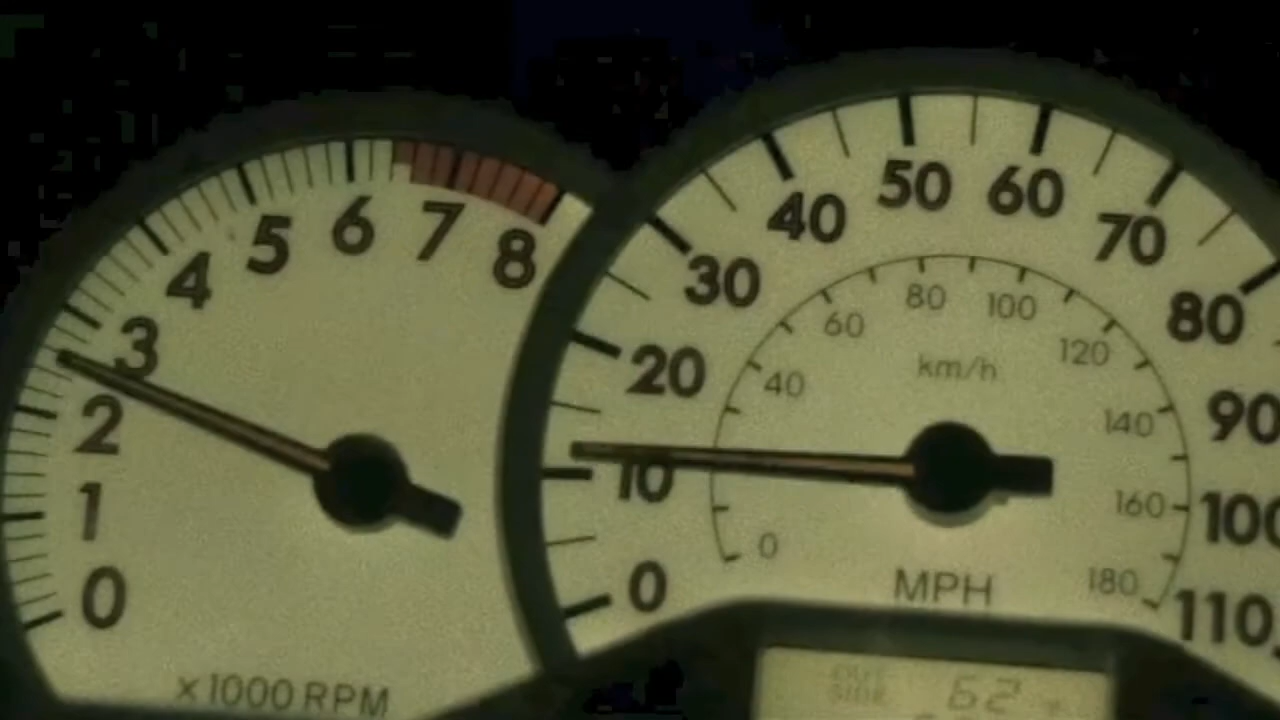 0 1 2 3 4 5 6 7 8
x1000 RPM
0 10 20 30 40 50 60 70 80 90 100 110
0 40 60 80 100 120 140 160 180
km/h
MPH
62